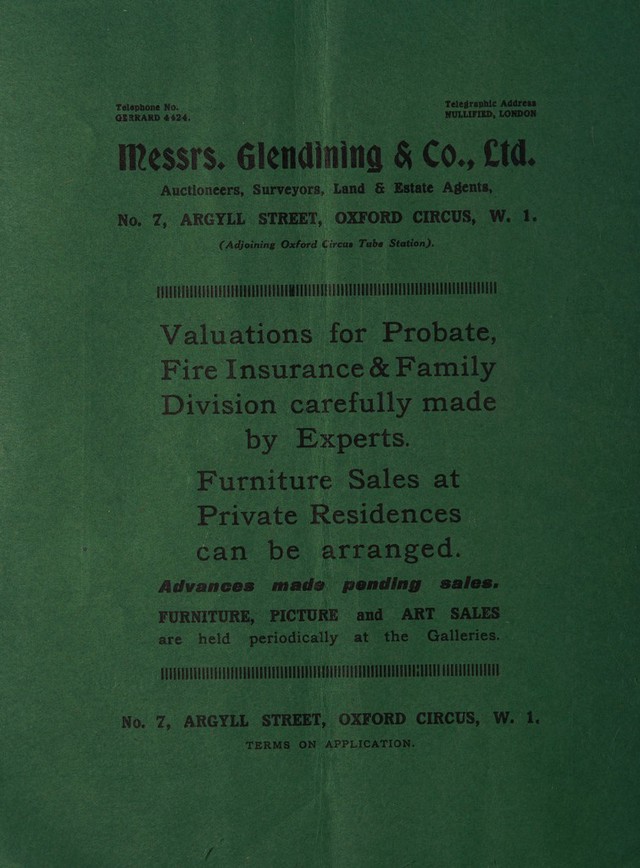 Telephone No.
GERRARD 4424.
Telegraphic Address
NULLIFIED, LONDON
Messrs. Glendining & Co., Ltd.
Auctioneers, Surveyors, Land & Estate Agents,
No. 7, ARGYLL STREET, OXFORD CIRCUS, W. 1.
(Adjoining Oxford Circus Tube Station).
Valuations for Probate,
Fire Insurance & Family
Division carefully made
by Experts.
Furniture Sales at
Private Residences
can be arranged.
Advances made pending sales.
FURNITURE, PICTURE and ART SALES
are held periodically at the Galleries.
No. 7, ARGYLL STREET, OXFORD CIRCUS, W. 1.
TERMS ON APPLICATION.